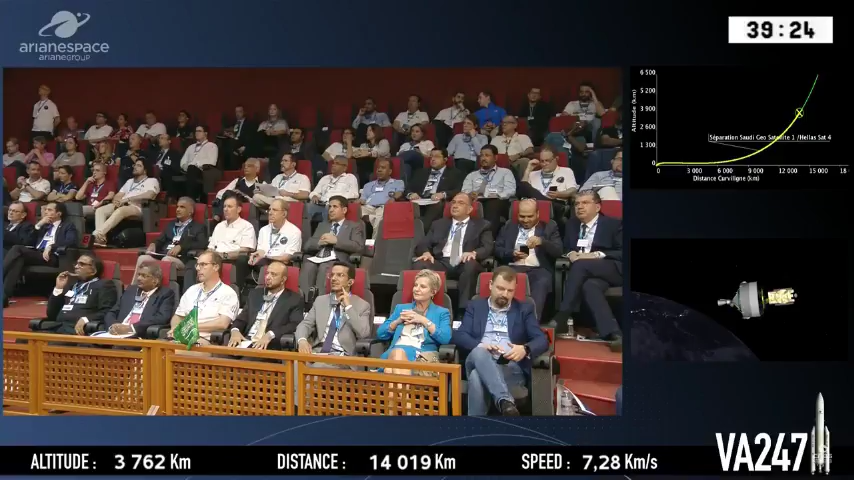 arianespace
arianeGROUP
39:24
6 500
5 200
3 900
2 600
1 300
0
Altitude (km)
Séparation Saudi Geo Satellite 1 /Hellas Sat 4
0
3 000
6 000
9 000
12 000
15 000
18
Distance Curviligne (km)
ALTITUDE : 3 762 Km
DISTANCE : 14 019 Km
SPEED : 7,28 Km/s
VA247